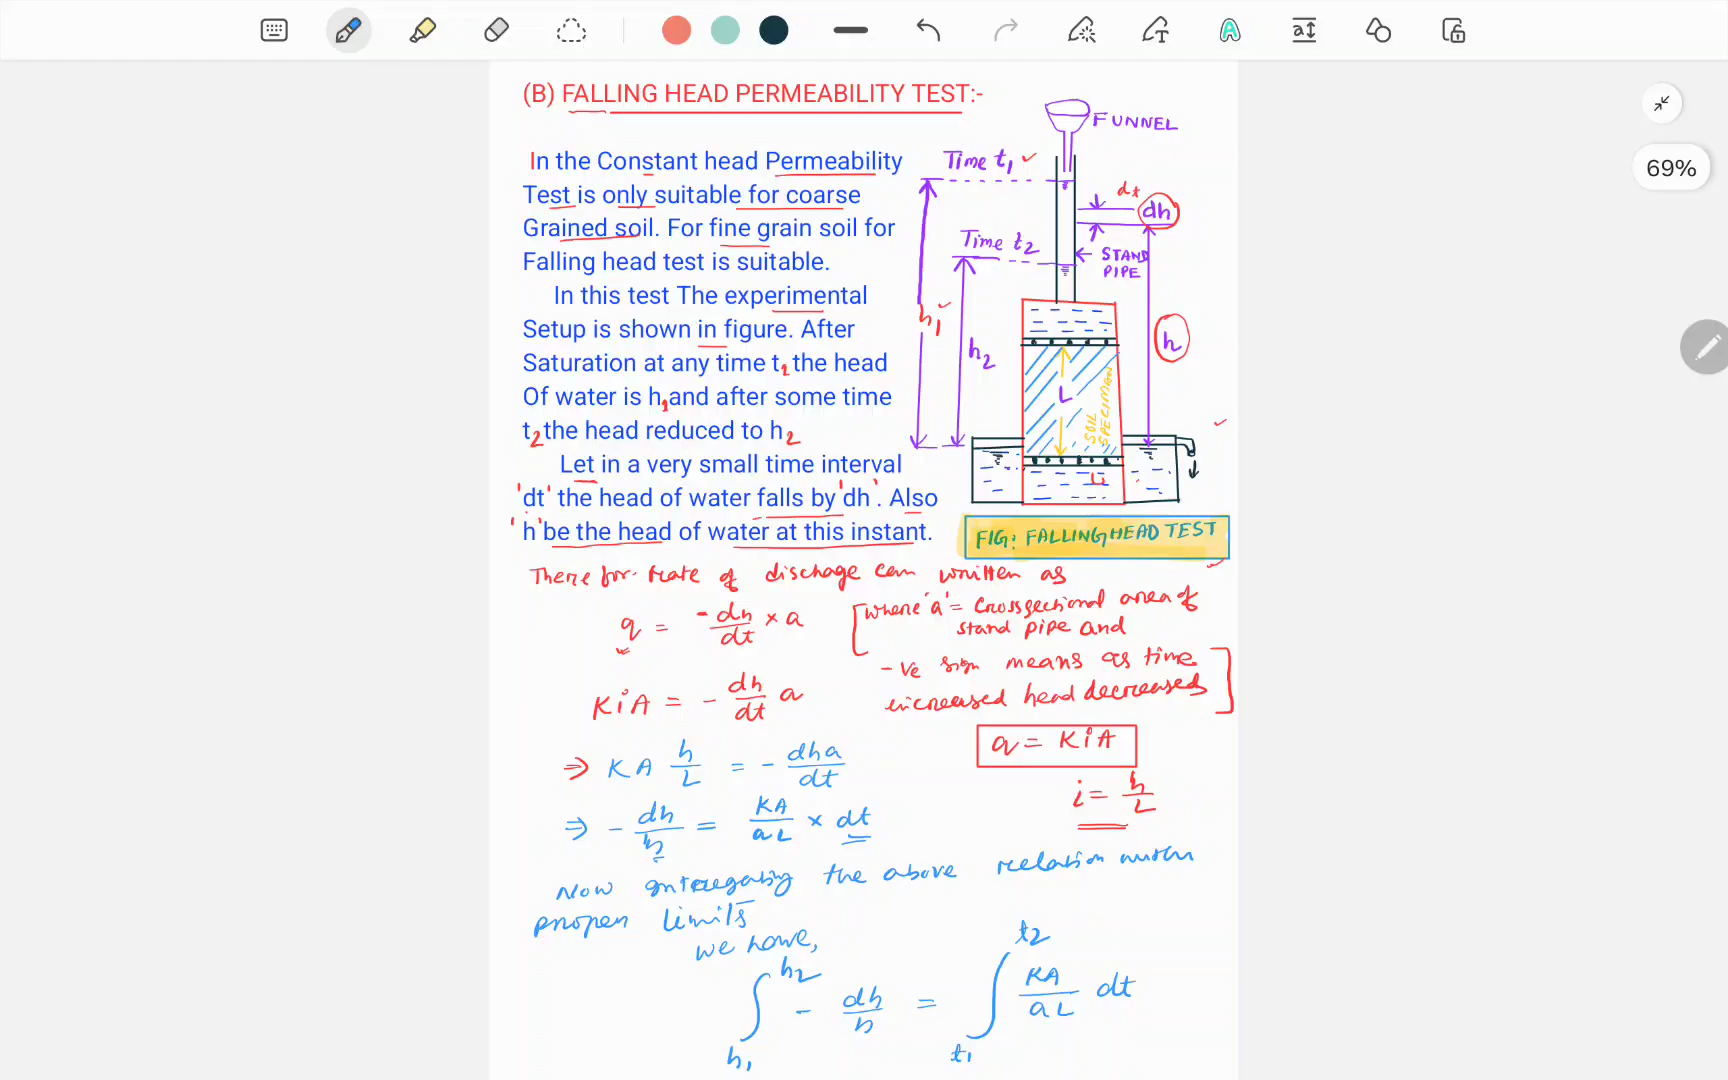 69%
(B) FALLING HEAD PERMEABILITY TEST:-
In the Constant head Permeability
Test is only suitable for coarse
Grained soil. For fine grain soil for
Falling head test is suitable.
In this test The experimental
Setup is shown in figure. After
Saturation at any time t2 the head
Of water is h1 and after some time
t2 the head reduced to h2
Let in a very small time interval
'dt' the head of water falls by 'dh'. Also
'h' be the head of water at this instant.
FUNNEL
Time t1
dt
dh
Time t2
STAND
PIPE
h1
h2
h
L
SOIL
SPECIMEN
FIG: FALLING HEAD TEST
There for rate of dischage can written as
q = -dh/dt × a [where 'a' = Crossectional area of
stand pipe and
-ve sign means as time
increased head decreased]
KiA = - dh/dt a
q = KiA
⇒ KA h/L = - dha/dt
i = h/L
⇒ - dh/h = KA/aL × dt
Now the above relation
proper limits
we have,
∫h1h2 - dh/h = ∫t1t2 KA/aL dt